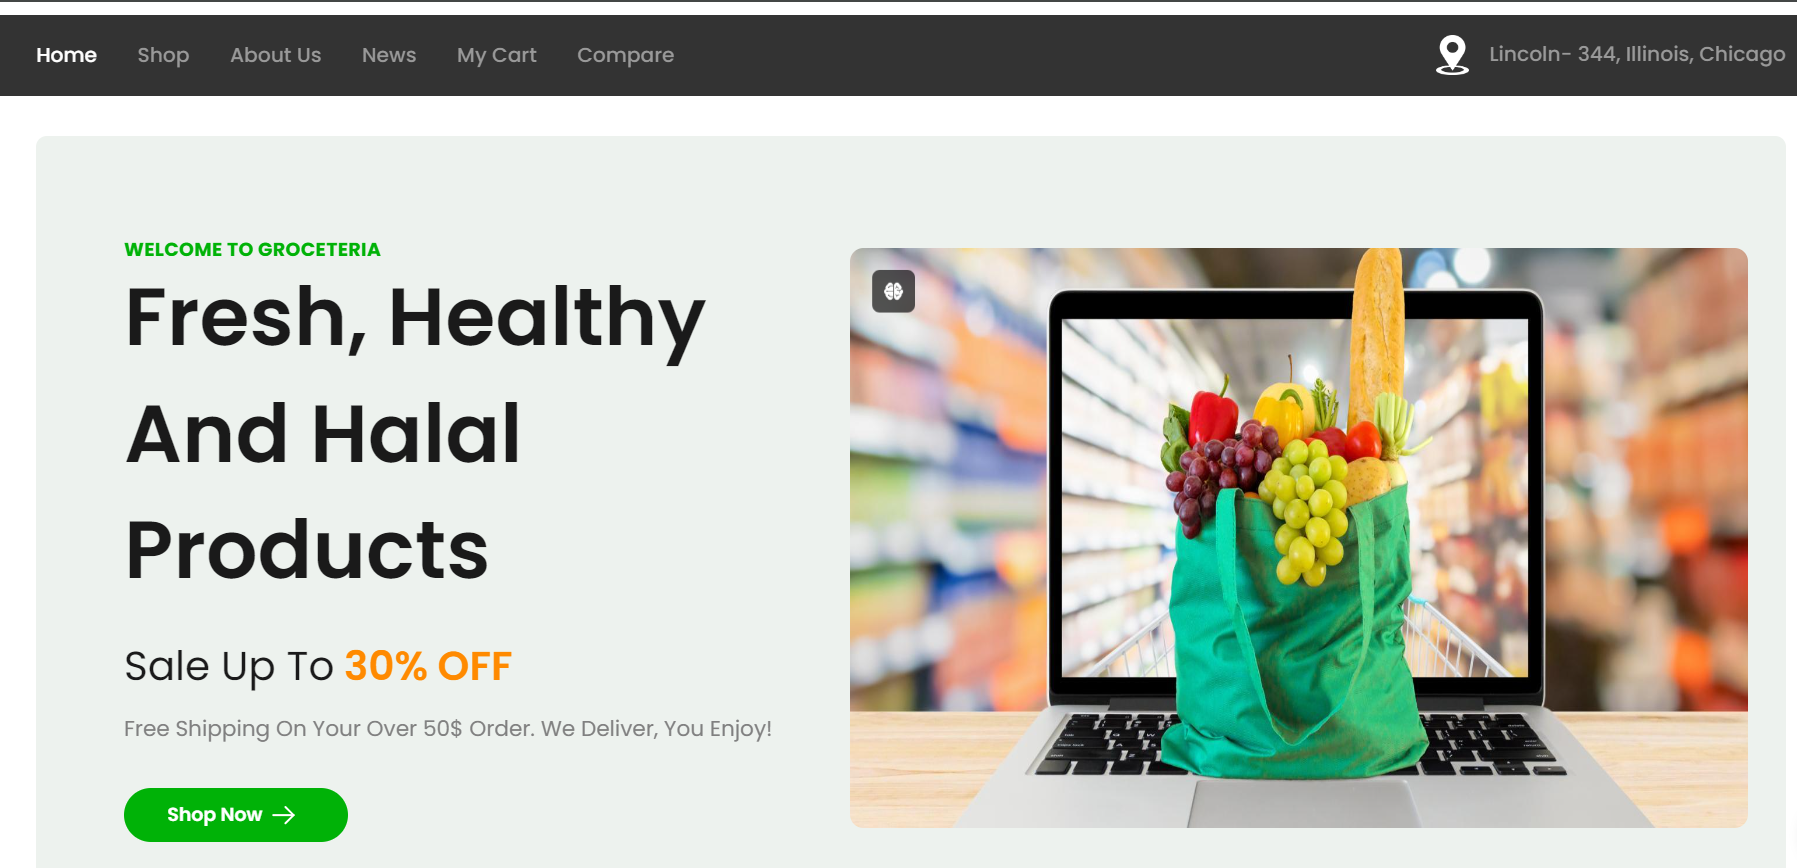 Home Shop About Us News My Cart Compare Lincoln- 344, Illinois, Chicago
WELCOME TO GROCETERIA
Fresh, Healthy
And Halal
Products
Sale Up To 30% OFF
Free Shipping On Your Over 50$ Order. We Deliver, You Enjoy!
Shop Now